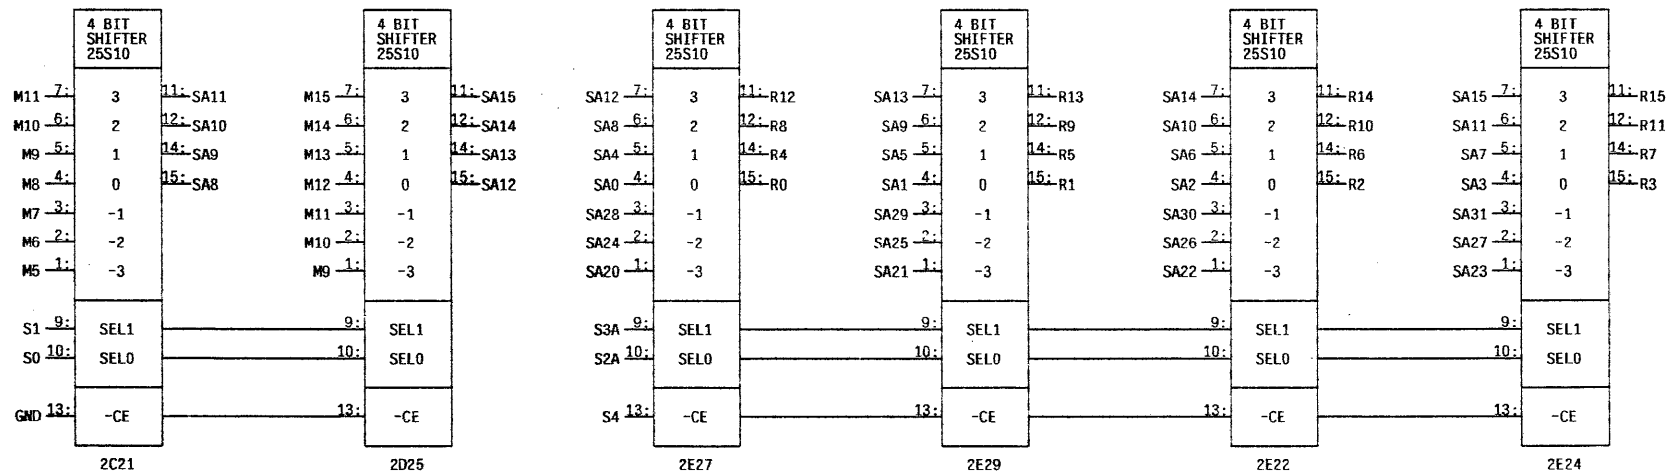 4 BIT 4 BIT 4 BIT 4 BIT 4 BIT 4 BIT
SHIFTER SHIFTER SHIFTER SHIFTER SHIFTER SHIFTER
25S10 25S10 25S10 25S10 25S10 25S10
M11 7: 3 11: SA11 M15 7: 3 11: SA15 SA12 7: 3 11: R12 SA13 7: 3 11: R13 SA14 7: 3 11: R14 SA15 7: 3 11: R15
M10 6: 2 12: SA10 M14 6: 2 12: SA14 SA8 6: 2 12: R8 SA9 6: 2 12: R9 SA10 6: 2 12: R10 SA11 6: 2 12: R11
M9 5: 1 14: SA9 M13 5: 1 14: SA13 SA4 5: 1 14: R4 SA5 5: 1 14: R5 SA6 5: 1 14: R6 SA7 5: 1 14: R7
M8 4: 0 15: SA8 M12 4: 0 15: SA12 SA0 4: 0 15: R0 SA1 4: 0 15: R1 SA2 4: 0 15: R2 SA3 4: 0 15: R3
M7 3: -1 M11 3: -1 SA28 3: -1 SA29 3: -1 SA30 3: -1 SA31 3: -1
M6 2: -2 M10 2: -2 SA24 2: -2 SA25 2: -2 SA26 2: -2 SA27 2: -2
M5 1: -3 M9 1: -3 SA20 1: -3 SA21 1: -3 SA22 1: -3 SA23 1: -3
S1 9: SEL1 9: SEL1 S3A 9: SEL1 9: SEL1 9: SEL1 9: SEL1
S0 10: SEL0 10: SEL0 S2A 10: SEL0 10: SEL0 10: SEL0 10: SEL0
GND 13: -CE 13: -CE S4 13: -CE 13: -CE 13: -CE 13: -CE
2C21 2D25 2E27 2E29 2E22 2E24